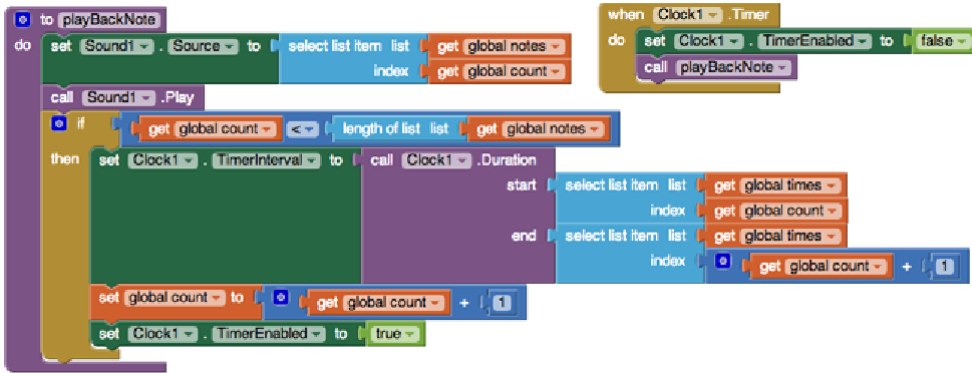 to playBackNote
do set Sound1 . Source to select list item list get global notes
index get global count
call Sound1 .Play
if get global count < length of list list get global notes
then set Clock1 . TimerInterval to call Clock1 .Duration
start select list item list get global times
index get global count
end select list item list get global times
index get global count + 1
set global count to get global count + 1
set Clock1 . TimerEnabled to true
when Clock1 .Timer
do set Clock1 . TimerEnabled to false
call playBackNote